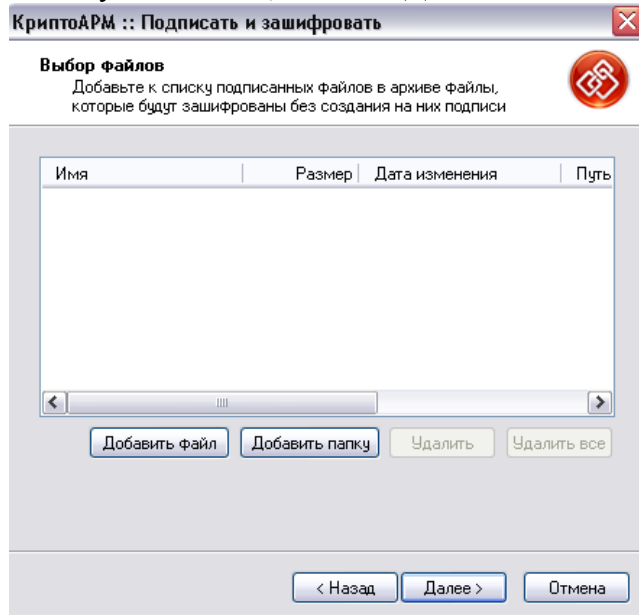 КриптоАРМ :: Подписать и зашифровать
Выбор файлов
Добавьте к списку подписанных файлов в архиве файлы,
которые будут зашифрованы без создания на них подписи
Имя Размер Дата изменения Путь
Добавить файл Добавить папку Удалить Удалить все
< Назад Далее > Отмена